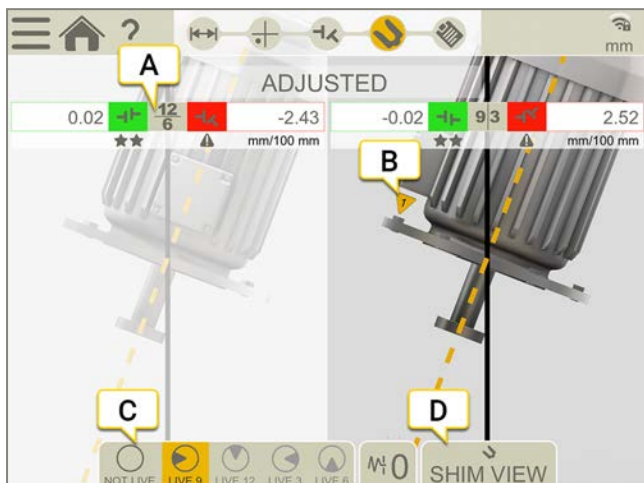 ?
mm
A
ADJUSTED
0.02 12/6 -2.43
-0.02 9 3 2.52
mm/100 mm
mm/100 mm
B
1
C
D
NOT LIVE LIVE 9 LIVE 12 LIVE 3 LIVE 6
0
SHIM VIEW